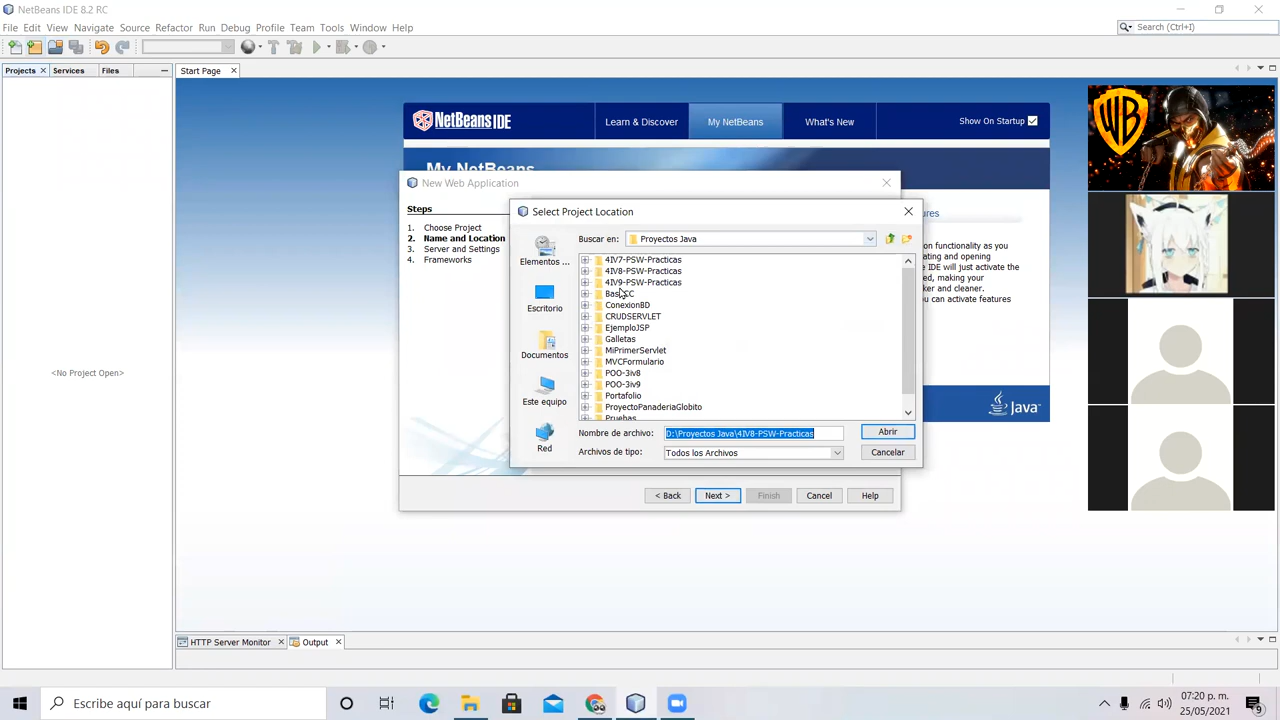 NetBeans IDE 8.2 RC
File Edit View Navigate Source Refactor Run Debug Profile Team Tools Window Help
Search (Ctrl+I)
Projects Services Files
Start Page
NetBeans IDE
Learn & Discover
My NetBeans
What's New
Show On Startup
My NetBeans
New Web Application
Steps
1. Choose Project
2. Name and Location
3. Server and Settings
4. Frameworks
Select Project Location
Buscar en: Proyectos Java
Elementos ...
Escritorio
Documentos
Este equipo
Red
4IV7-PSW-Practicas
4IV8-PSW-Practicas
4IV9-PSW-Practicas
ConexionBD
CRUDSERVLET
EjemploJSP
Galletas
MiPrimerServlet
MVCFormulario
POO-3iv8
POO-3iv9
Portafolio
ProyectoPanaderiaGlobito
Pruebas
Nombre de archivo: D:\Proyectos Java\4IV8-PSW-Practicas
Abrir
Archivos de tipo: Todos los Archivos
Cancelar
ures
on functionality as you
ating and opening
e IDE will just activate the
cker and cleaner.
ou can activate features
Java
< Back Next > Finish Cancel Help
<No Project Open>
HTTP Server Monitor Output
WB
Escribe aquí para buscar
07:20 p. m.
25/05/2021
9